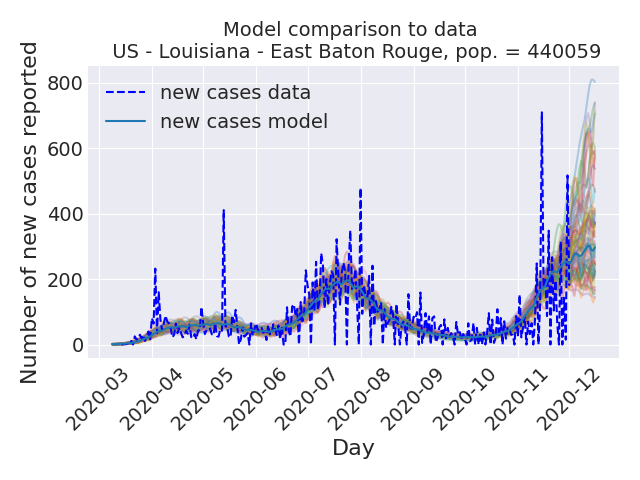 Model comparison to data
US - Louisiana - East Baton Rouge, pop. = 440059
Number of new cases reported
800
600
400
200
0
new cases data
new cases model
2020-03
2020-04
2020-05
2020-06
2020-07
2020-08
2020-09
2020-10
2020-11
2020-12
Day